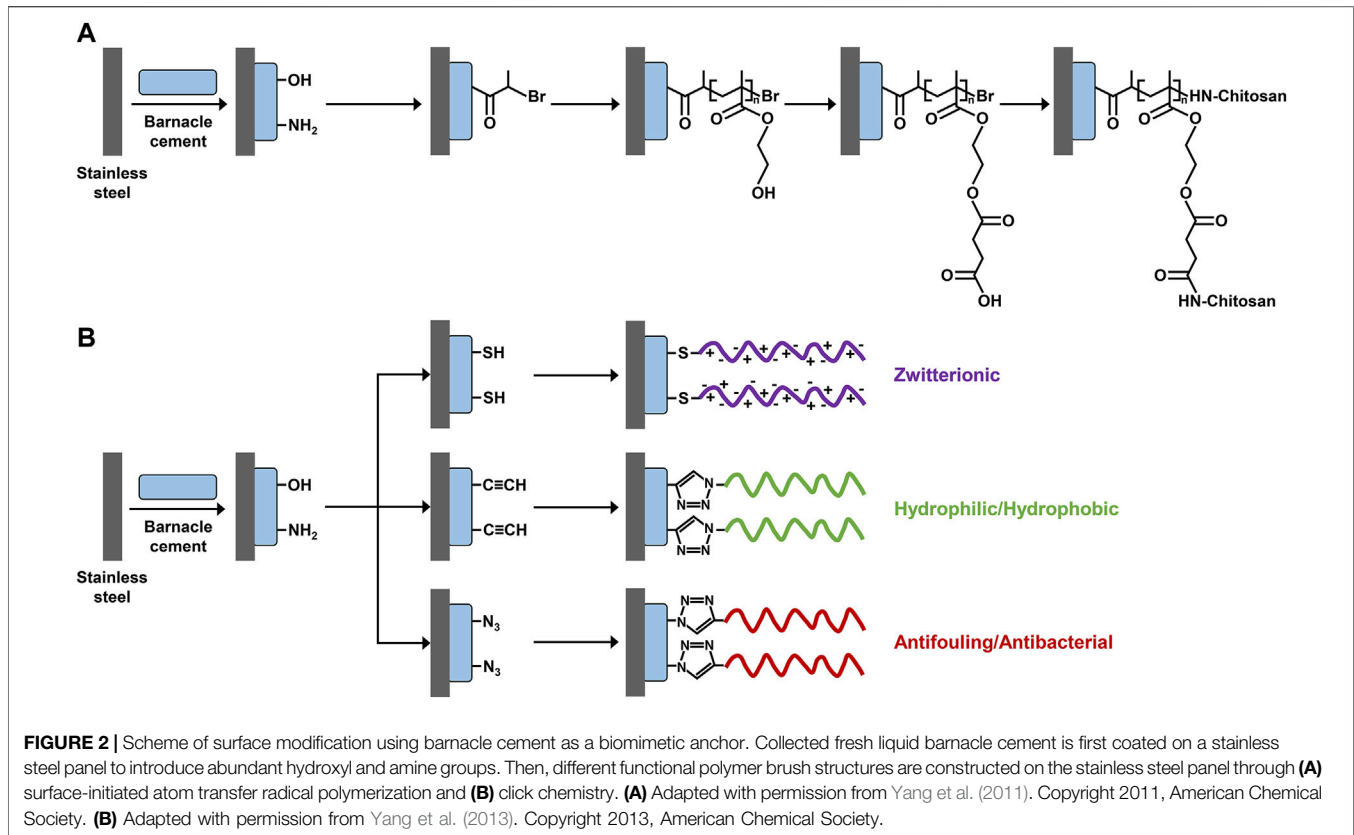 A
Stainless
steel
Barnacle
cement
OH
NH2
O
Br
O
n
Br
O
O
OH
O
n
Br
O
O
O
O
O
OH
O
n
HN-Chitosan
O
O
O
O
O
HN-Chitosan
B
Stainless
steel
Barnacle
cement
OH
NH2
SH
SH
S
S
+ - + - + - + - + -
- + - + - + - + - + -
Zwitterionic
C≡CH
C≡CH
N
N=N
N
N=N
Hydrophilic/Hydrophobic
N3
N3
N=N
N
N=N
N
Antifouling/Antibacterial
FIGURE 2 | Scheme of surface modification using barnacle cement as a biomimetic anchor. Collected fresh liquid barnacle cement is first coated on a stainless
steel panel to introduce abundant hydroxyl and amine groups. Then, different functional polymer brush structures are constructed on the stainless steel panel through (A)
surface-initiated atom transfer radical polymerization and (B) click chemistry. (A) Adapted with permission from Yang et al. (2011). Copyright 2011, American Chemical
Society. (B) Adapted with permission from Yang et al. (2013). Copyright 2013, American Chemical Society.